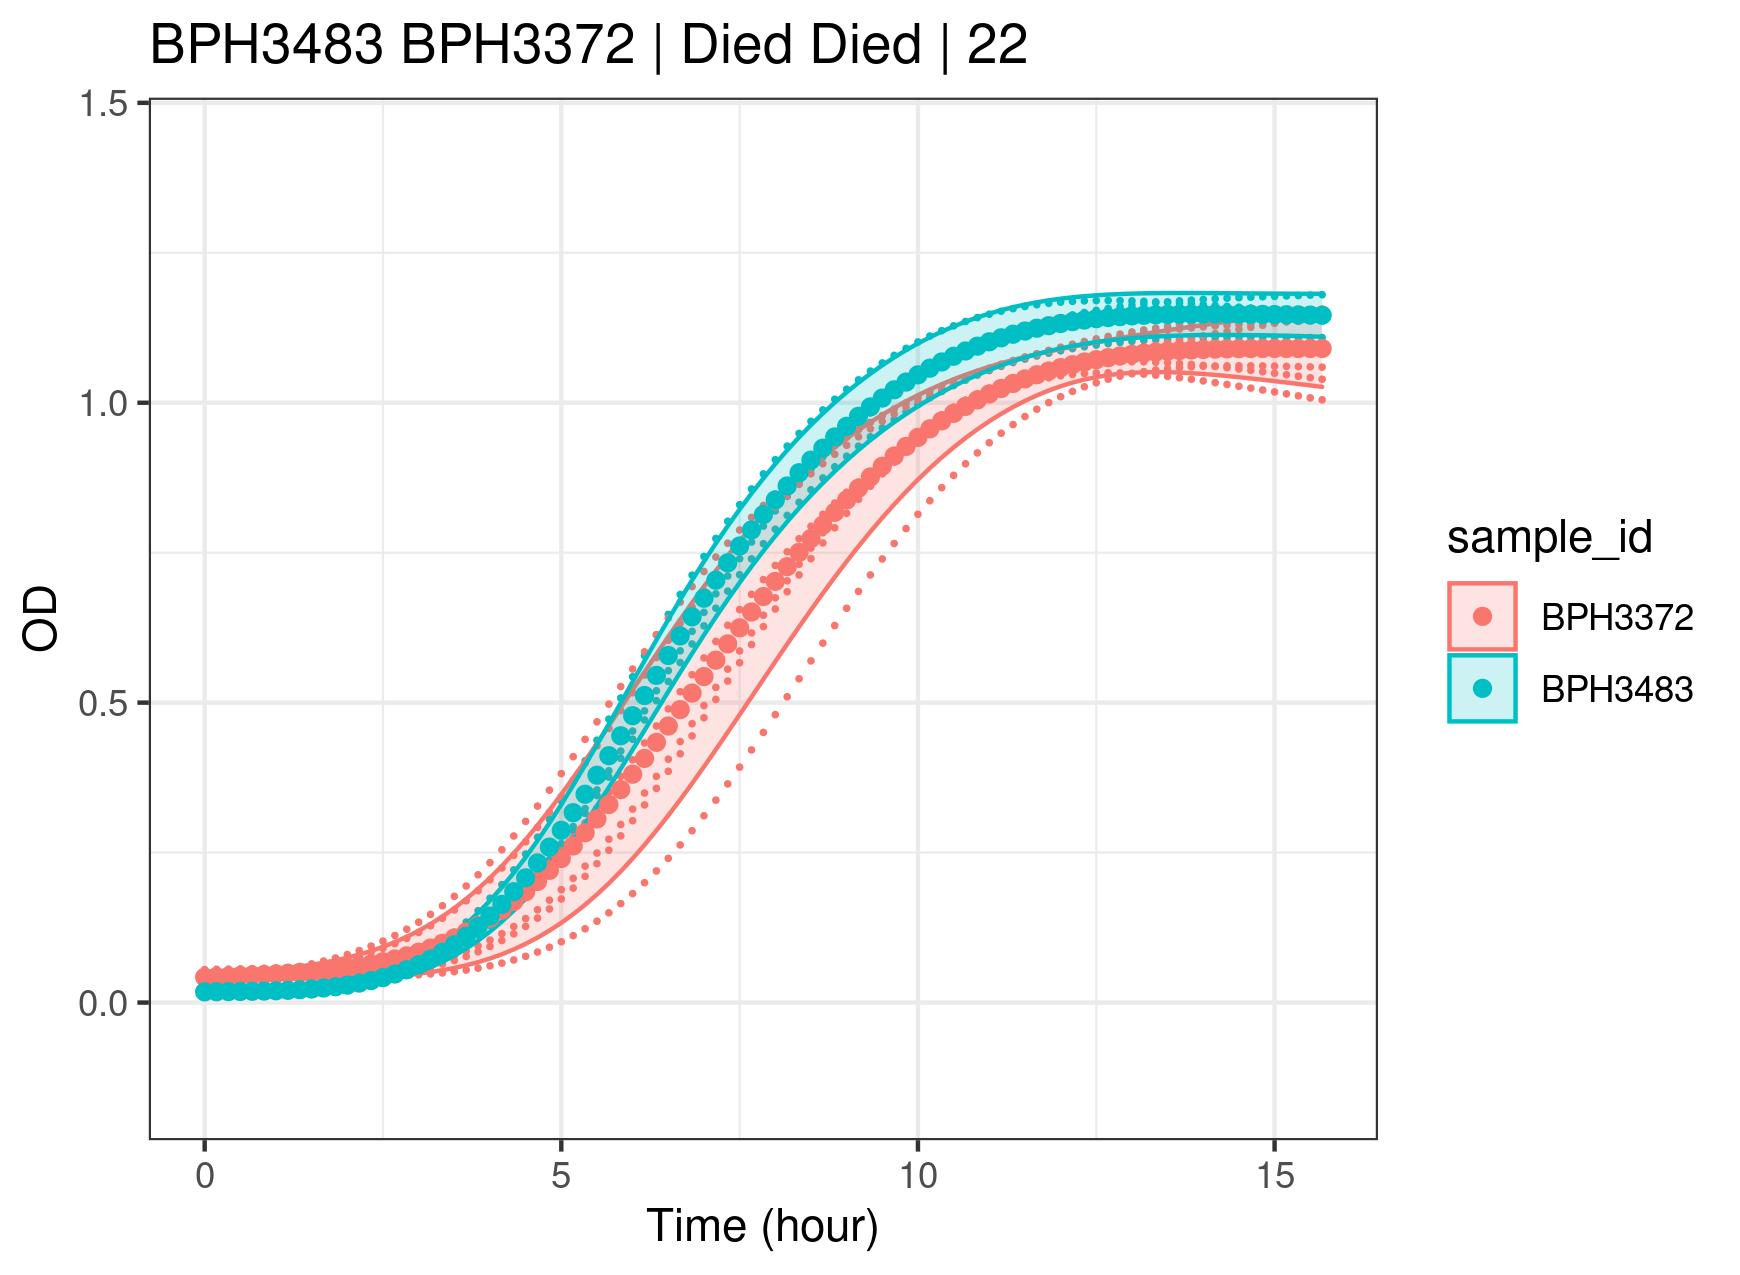 BPH3483 BPH3372 | Died Died | 22
1.5
1.0
0.5
0.0
OD
0 5 10 15
Time (hour)
sample_id
BPH3372
BPH3483